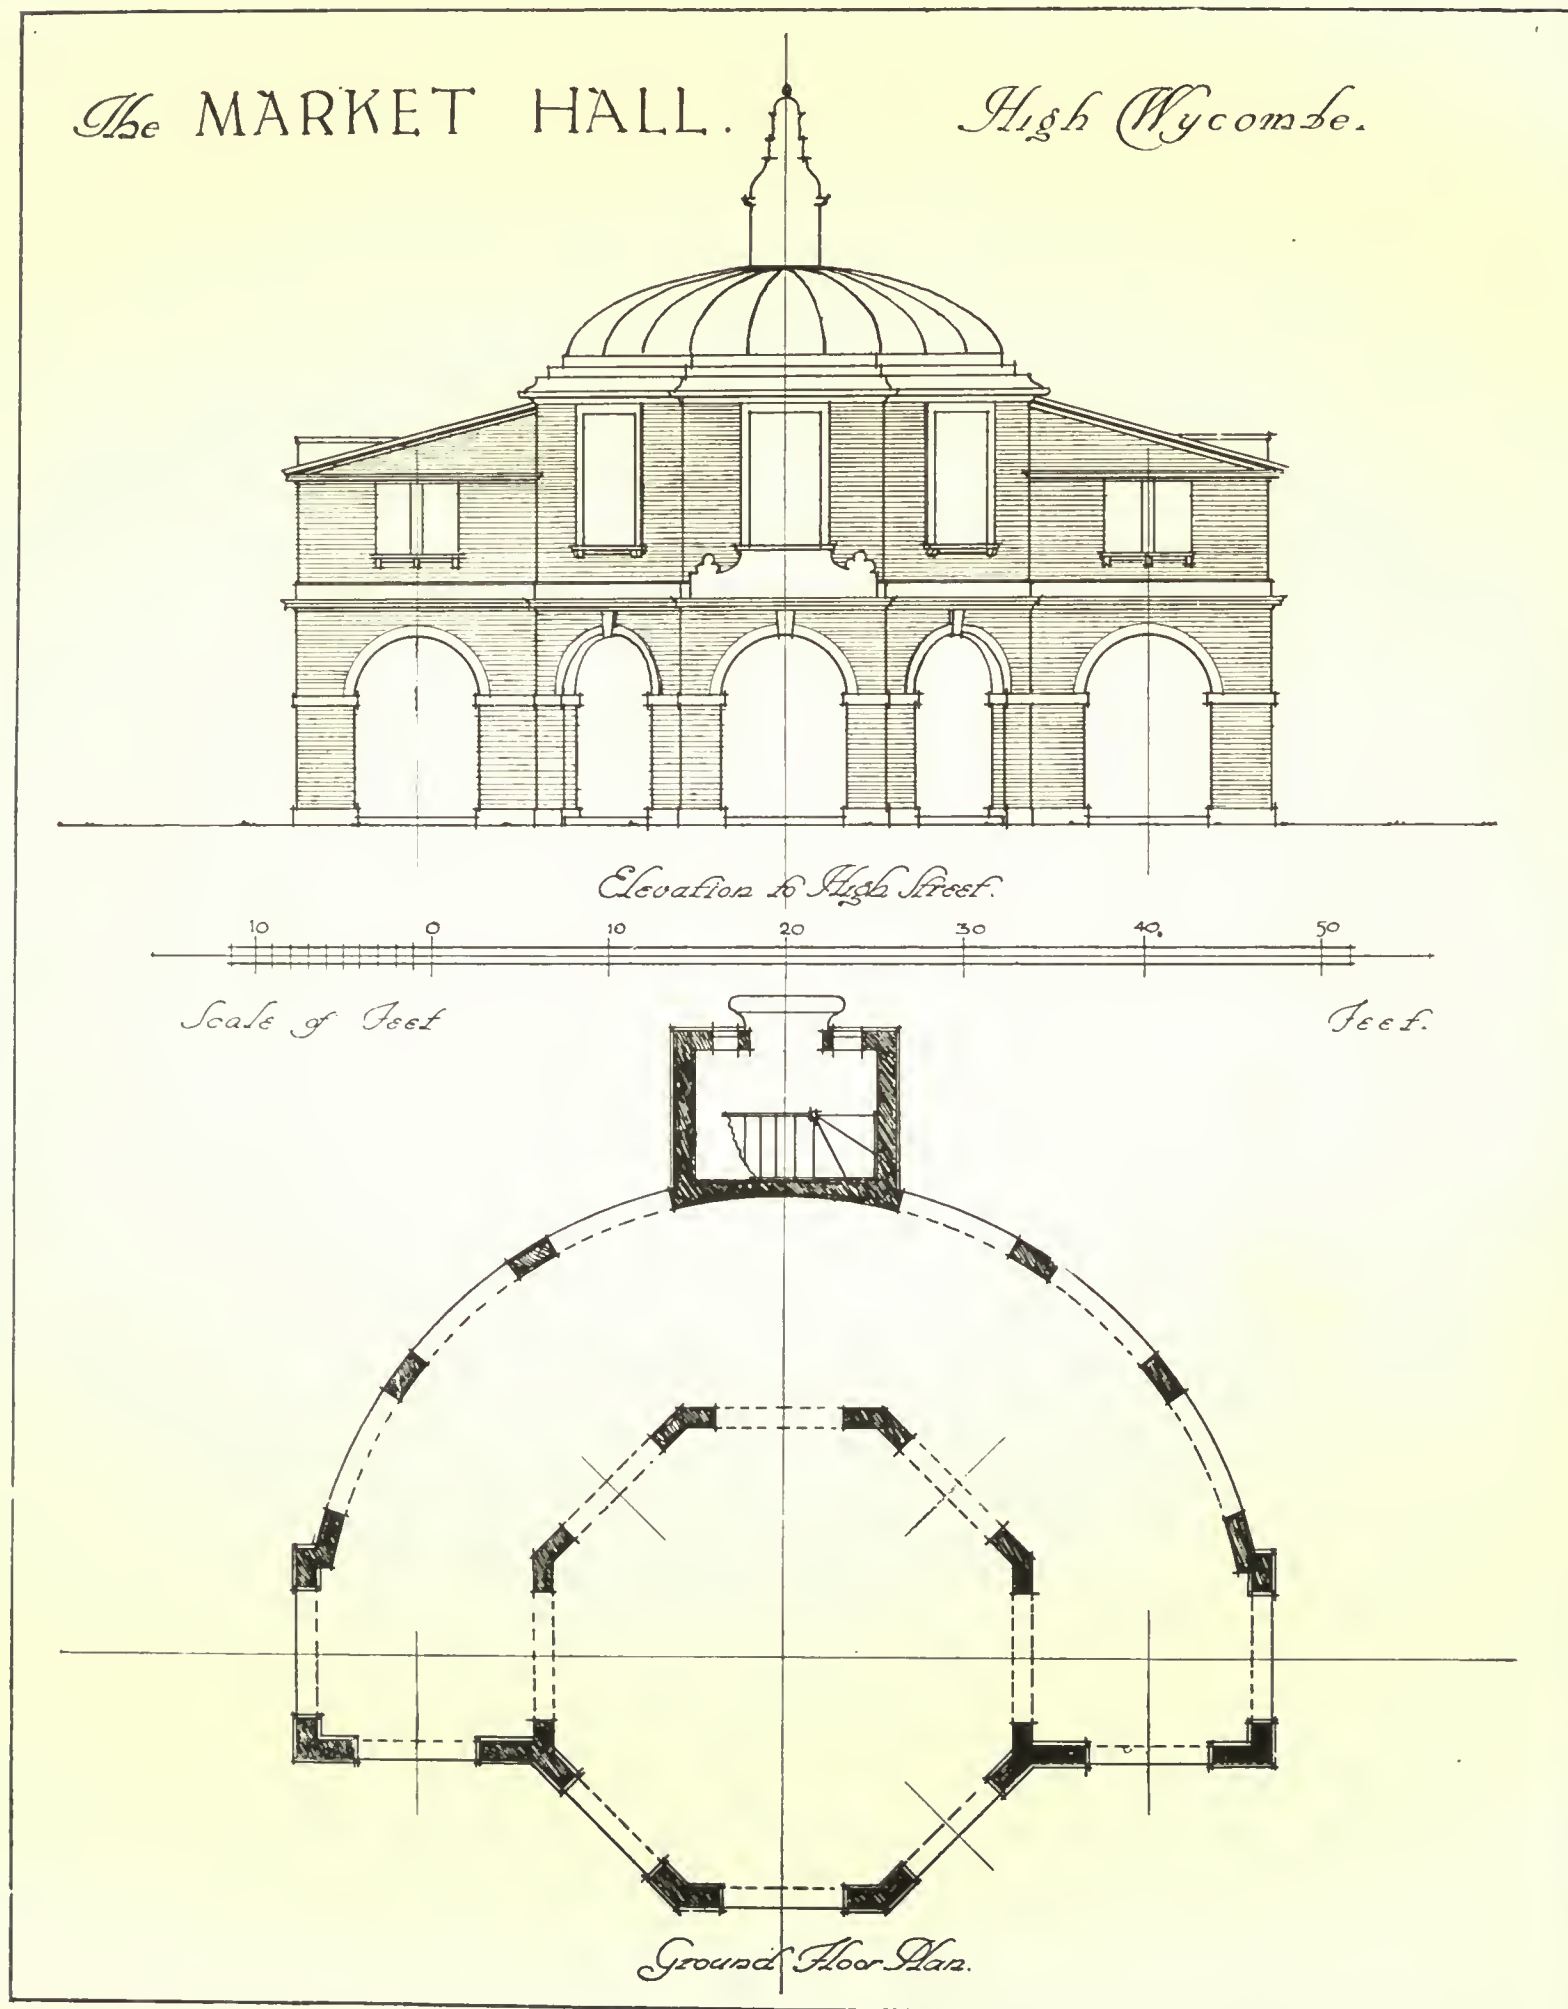 The MARKET HALL. High Wycombe.
Elevation to High Street.
10 0 10 20 30 40. 50
Scale of Feet Feet.
Ground Floor Plan.